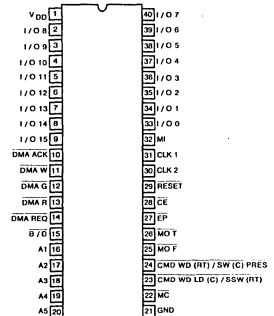 VDD 1 40 I/O 7
I/O 8 2 39 I/O 6
I/O 9 3 38 I/O 5
I/O 10 4 37 I/O 4
I/O 11 5 36 I/O 3
I/O 12 6 35 I/O 2
I/O 13 7 34 I/O 1
I/O 14 8 33 I/O 0
I/O 15 9 32 MI
DMA ACK 10 31 CLK 1
DMA W 11 30 CLK 2
DMA G 12 29 RESET
DMA R 13 28 CE
DMA REQ 14 27 EP
B/D 15 26 MO T
A1 16 25 MO F
A2 17 24 CMD WD (RT) / SW (C) PRES
A3 18 23 CMD WD LD (C) / SSW (RT)
A4 19 22 MC
A5 20 21 GND